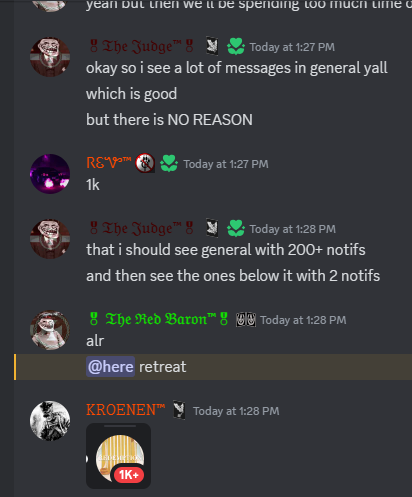 yeah but then we'll be spending too much time o
🎖The Judge™🎖 Today at 1:27 PM
okay so i see a lot of messages in general yall
which is good
but there is NO REASON
Today at 1:27 PM
1k
🎖The Judge™🎖 Today at 1:28 PM
that i should see general with 200+ notifs
and then see the ones below it with 2 notifs
🎖The Red Baron™🎖 Today at 1:28 PM
alr
@here retreat
KROENEN™ Today at 1:28 PM
1K+